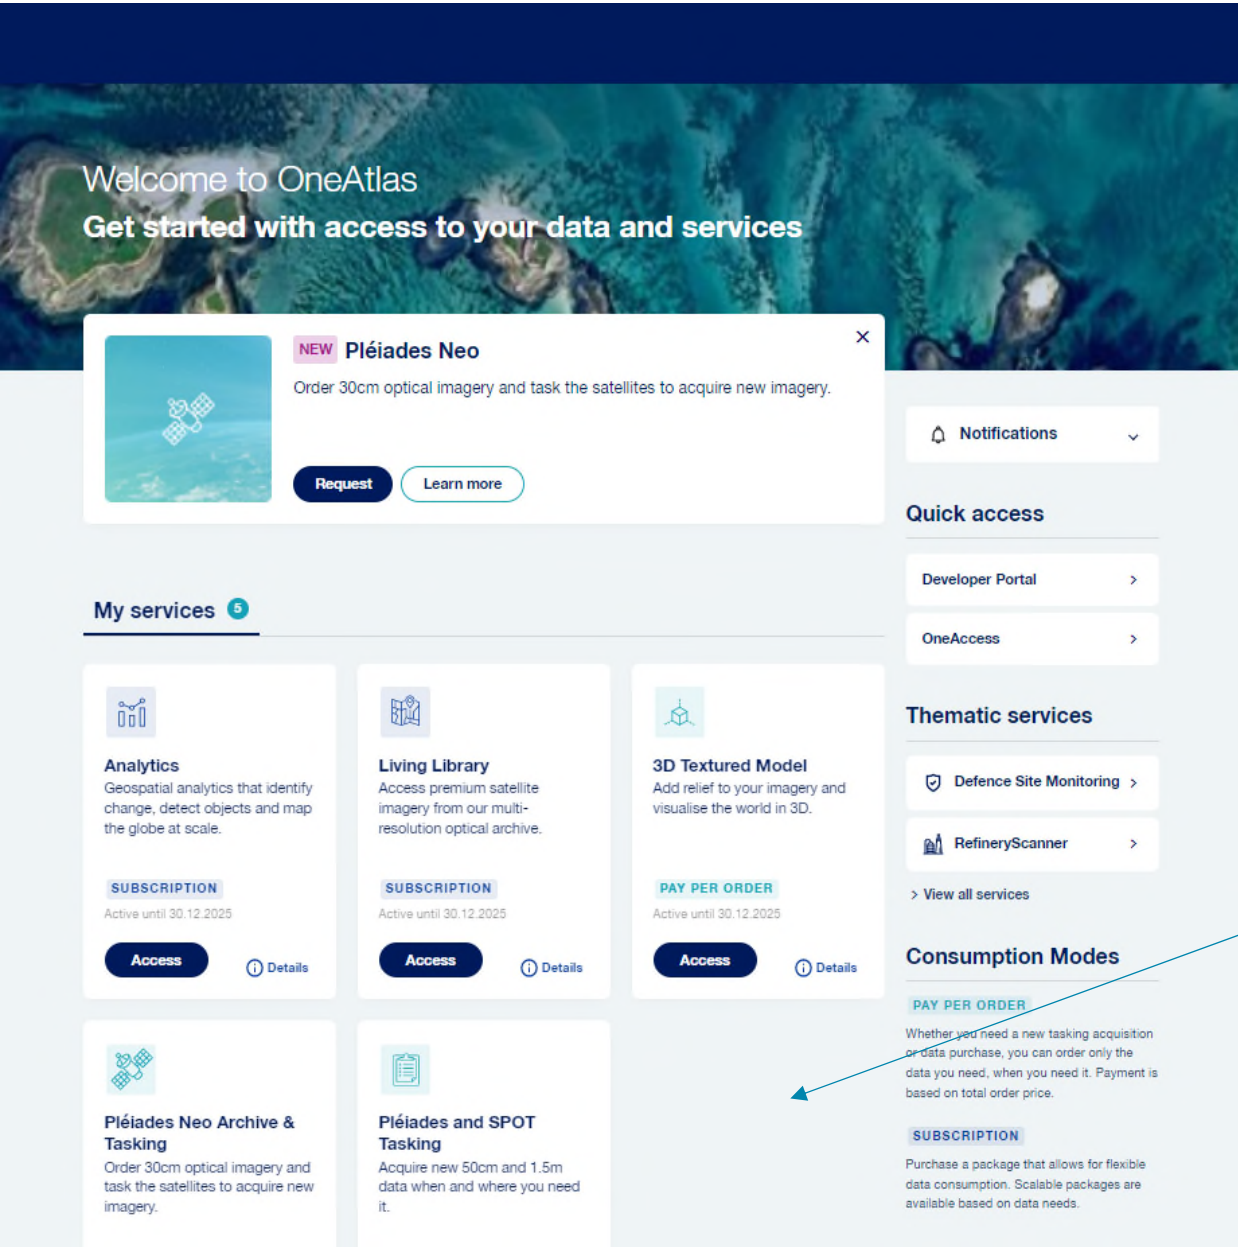 Welcome to OneAtlas
Get started with access to your data and services
NEW Pléiades Neo
Order 30cm optical imagery and task the satellites to acquire new imagery.
Request
Learn more
Notifications
Quick access
Developer Portal
OneAccess
My services 5
Analytics
Geospatial analytics that identify
change, detect objects and map
the globe at scale.
SUBSCRIPTION
Active until 30.12.2025
Access
Details
Living Library
Access premium satellite
imagery from our multi-
resolution optical archive.
SUBSCRIPTION
Active until 30.12.2025
Access
Details
3D Textured Model
Add relief to your imagery and
visualise the world in 3D.
PAY PER ORDER
Active until 30.12.2025
Access
Details
Pléiades Neo Archive &
Tasking
Order 30cm optical imagery and
task the satellites to acquire new
imagery.
Pléiades and SPOT
Tasking
Acquire new 50cm and 1.5m
data when and where you need
it.
Thematic services
Defence Site Monitoring
RefineryScanner
> View all services
Consumption Modes
PAY PER ORDER
Whether you need a new tasking acquisition
or data purchase, you can order only the
data you need, when you need it. Payment is
based on total order price.
SUBSCRIPTION
Purchase a package that allows for flexible
data consumption. Scalable packages are
available based on data needs.